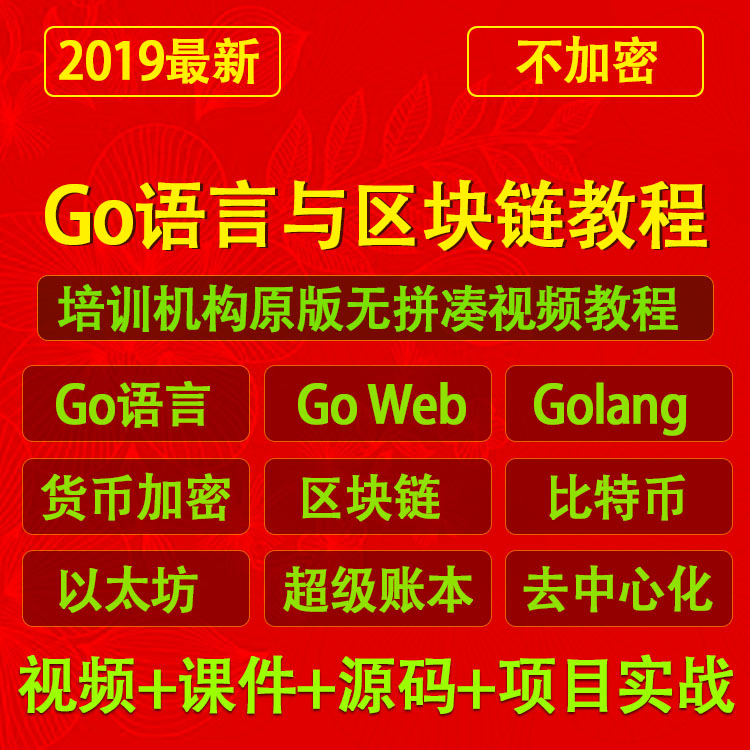 2019最新 不加密
Go语言与区块链教程
培训机构原版无拼凑视频教程
Go语言 Go Web Golang
货币加密 区块链 比特币
以太坊 超级账本 去中心化
视频+课件+源码+项目实战